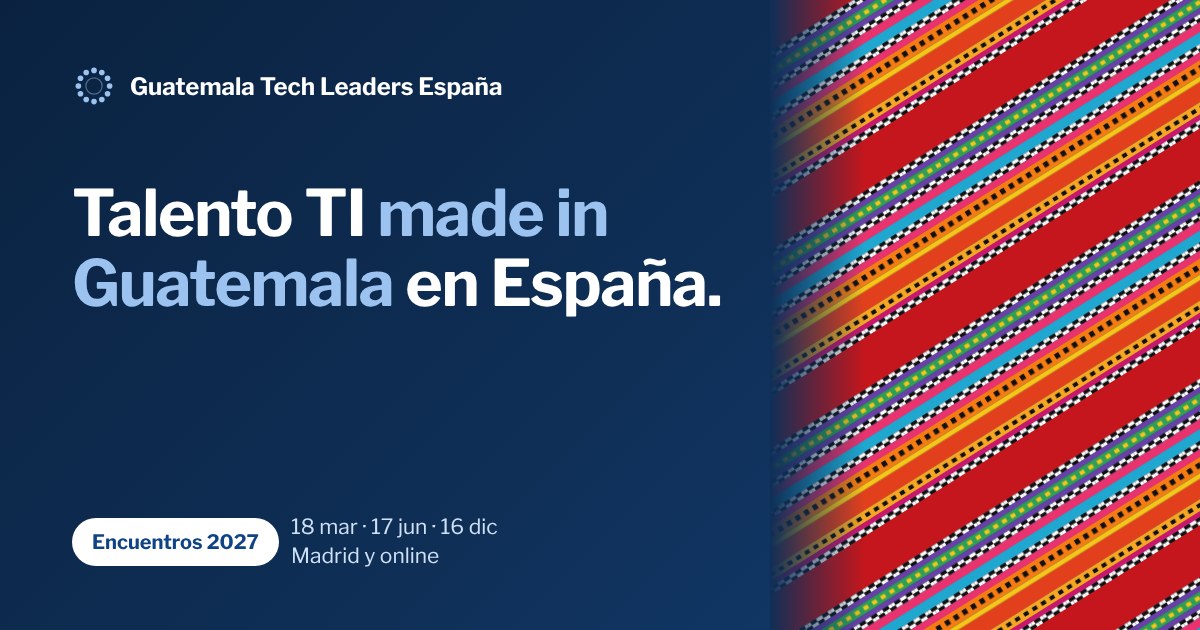 Guatemala Tech Leaders España
Talento TI made in
Guatemala en España.
Encuentros 2027
18 mar · 17 jun · 16 dic
Madrid y online